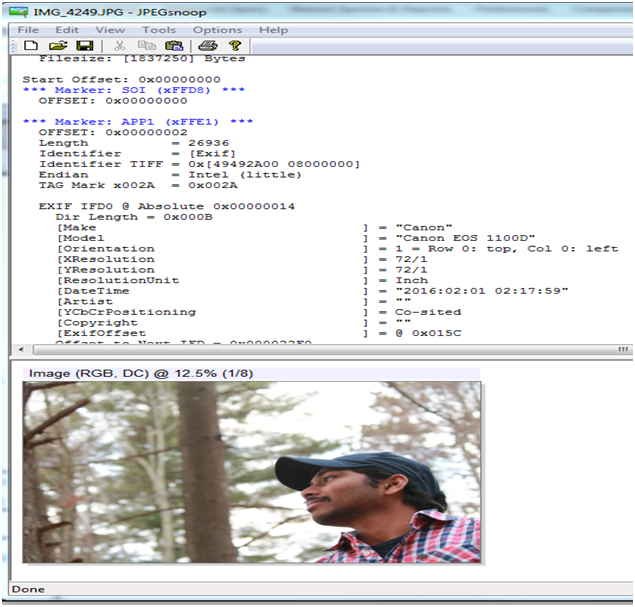 IMG_4249.JPG - JPEGsnoop
File Edit View Tools Options Help
Filesize: [1837250] Bytes
Start Offset: 0x00000000
*** Marker: SOI (xFFD8) ***
OFFSET: 0x00000000
*** Marker: APP1 (xFFE1) ***
OFFSET: 0x00000002
Length = 26936
Identifier = [Exif]
Identifier TIFF = 0x[49492A00 08000000]
Endian = Intel (little)
TAG Mark x002A = 0x002A
EXIF IFD0 @ Absolute 0x00000014
Dir Length = 0x000B
[Make ] = "Canon"
[Model ] = "Canon EOS 1100D"
[Orientation ] = 1 = Row 0: top, Col 0: left
[XResolution ] = 72/1
[YResolution ] = 72/1
[ResolutionUnit ] = Inch
[DateTime ] = "2016:02:01 02:17:59"
[Artist ] = ""
[YCbCrPositioning ] = Co-sited
[Copyright ] = ""
[ExifOffset ] = @ 0x015C
Offset to Next IFD =
Image (RGB, DC) @ 12.5% (1/8)
Done